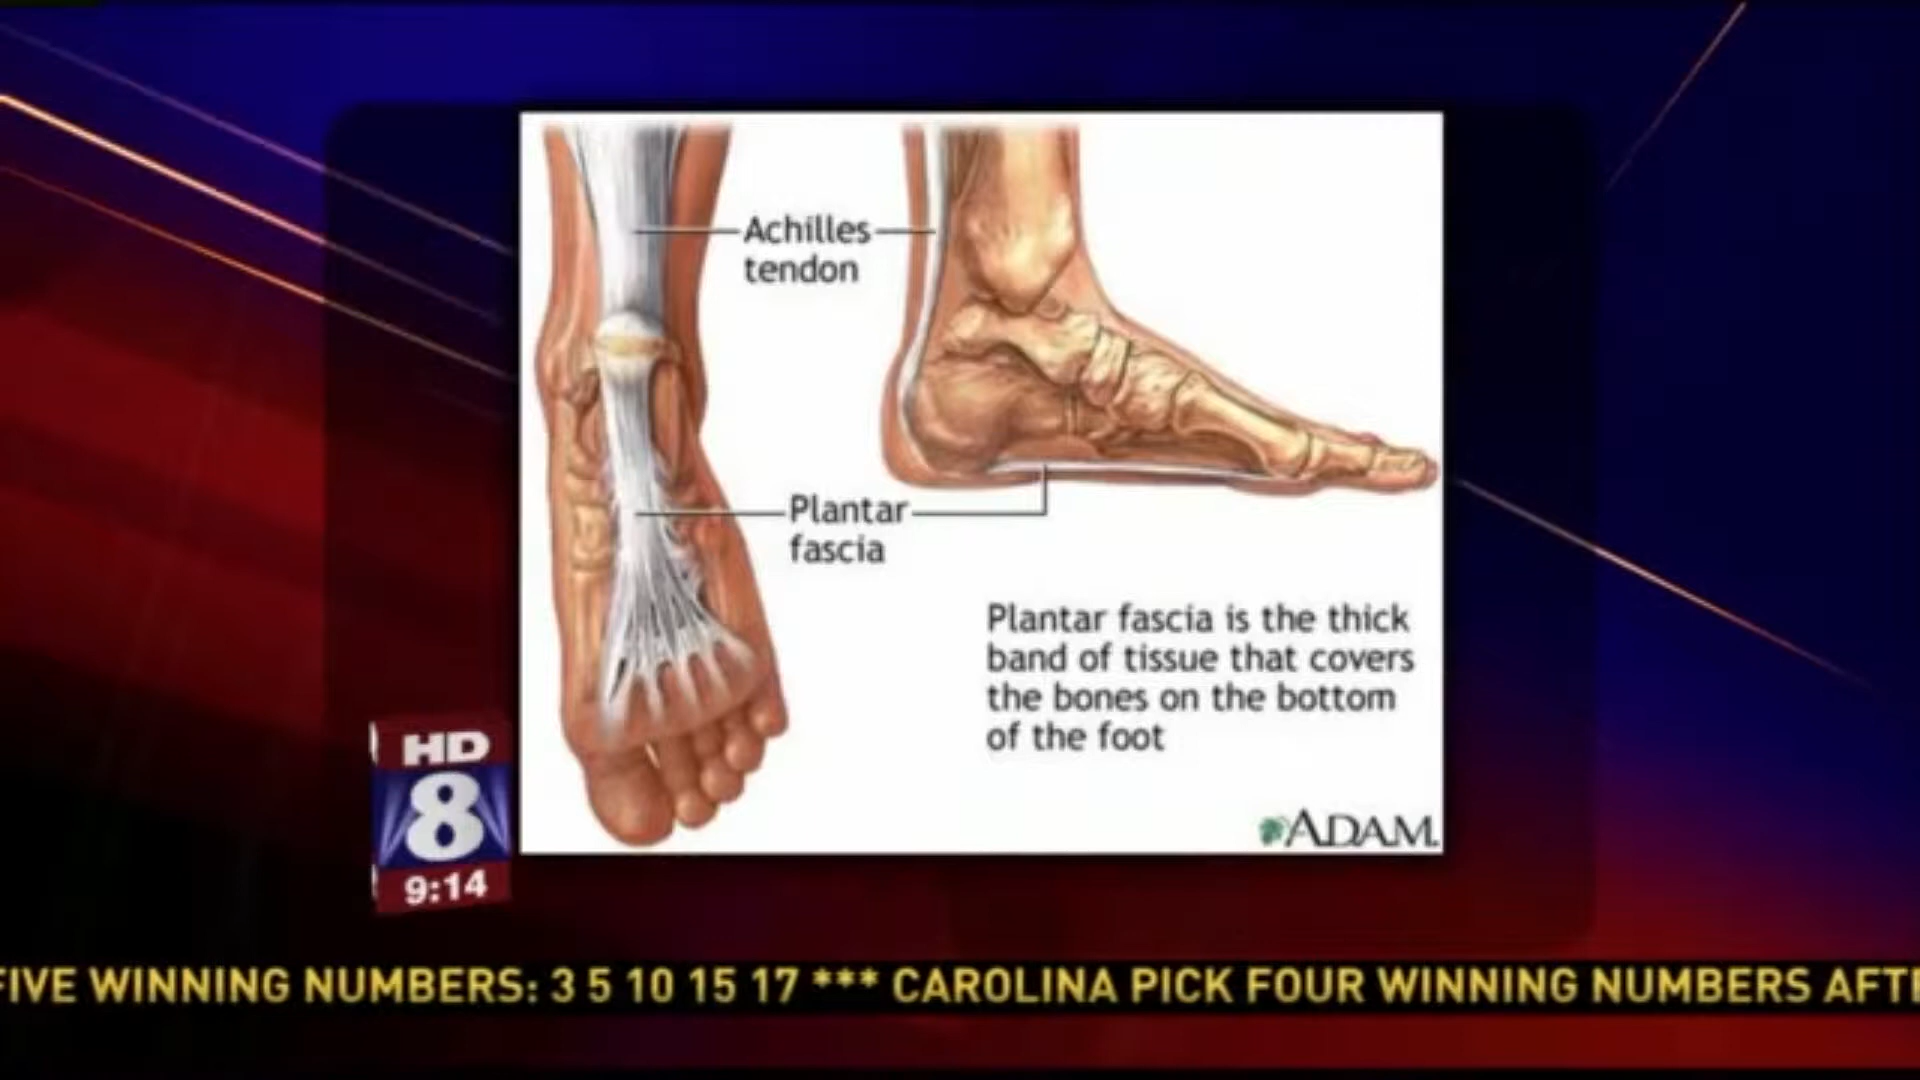 Achilles
tendon
Plantar
fascia
Plantar fascia is the thick
band of tissue that covers
the bones on the bottom
of the foot
ADAM.
HD
8
9:14
FIVE WINNING NUMBERS: 3 5 10 15 17 *** CAROLINA PICK FOUR WINNING NUMBERS AFT